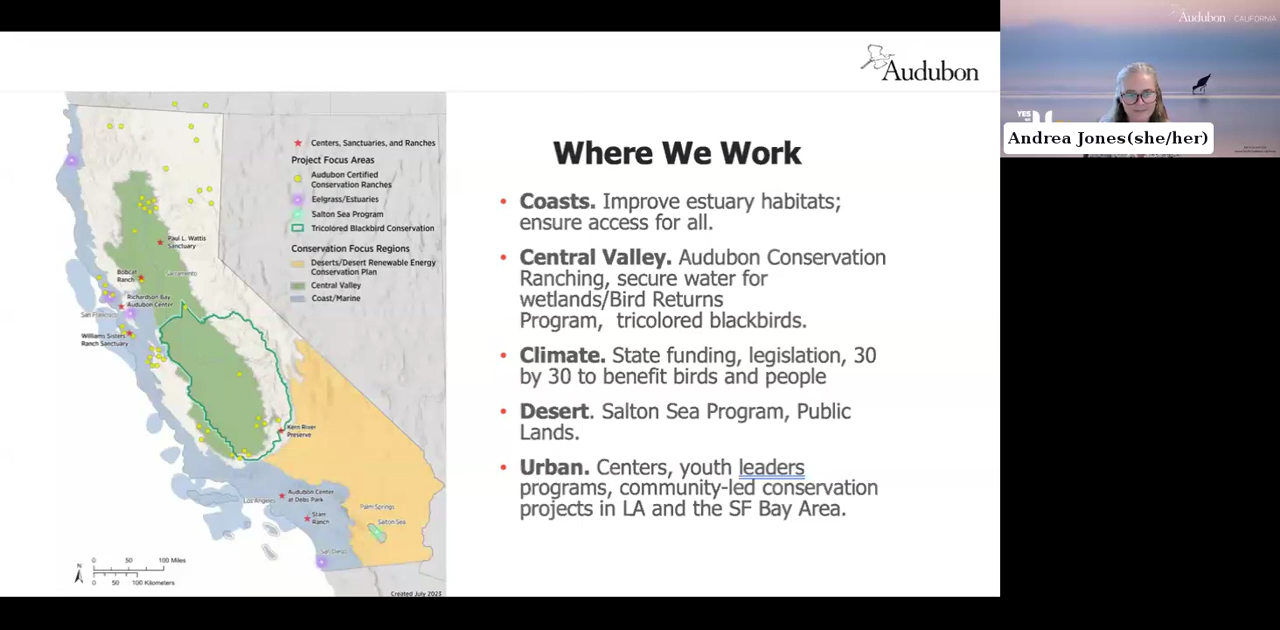 Audubon
Centers, Sanctuaries, and Ranches
Project Focus Areas
Audubon Certified
Conservation Ranches
Eelgrass/Estuaries
Salton Sea Program
Tricolored Blackbird Conservation
Conservation Focus Regions
Deserts/Desert Renewable Energy
Conservation Plan
Central Valley
Coast/Marine
Paul L. Wattis
Sanctuary
Bobcat
Ranch
Sacramento
Richardson Bay
Audubon Center
San Francisco
Williams Sisters
Ranch Sanctuary
Kern River
Preserve
Los Angeles
Audubon Center
at Debs Park
Starr
Ranch
Palm Springs
Salton Sea
San Diego
N
0 50 100 Miles
0 50 100 Kilometers
Created July 2023
Where We Work
• Coasts. Improve estuary habitats;
ensure access for all.
• Central Valley. Audubon Conservation
Ranching, secure water for
wetlands/Bird Returns
Program, tricolored blackbirds.
• Climate. State funding, legislation, 30
by 30 to benefit birds and people
• Desert. Salton Sea Program, Public
Lands.
• Urban. Centers, youth leaders
programs, community-led conservation
projects in LA and the SF Bay Area.
Audubon | CALIFORNIA
YES
Andrea Jones(she/her)